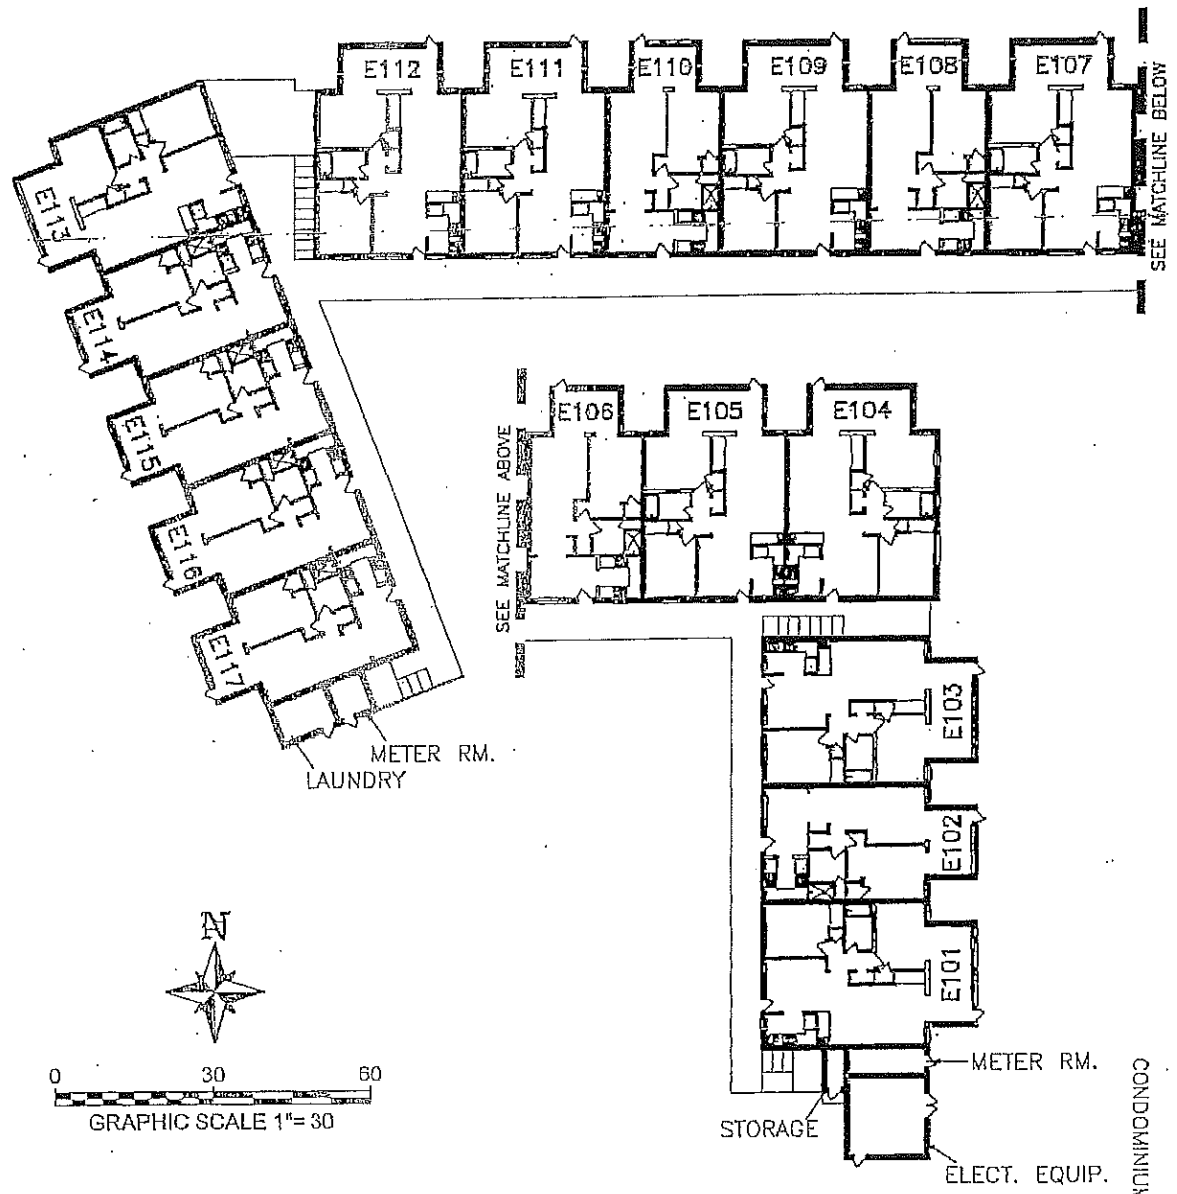 E112
E111
E110
E109
E108
E107
SEE MATCHLINE BELOW
E113
E114
E115
E116
E117
METER RM.
LAUNDRY
SEE MATCHLINE ABOVE
E106
E105
E104
E103
E102
E101
METER RM.
STORAGE
ELECT. EQUIP.
N
0 30 60
GRAPHIC SCALE 1"= 30